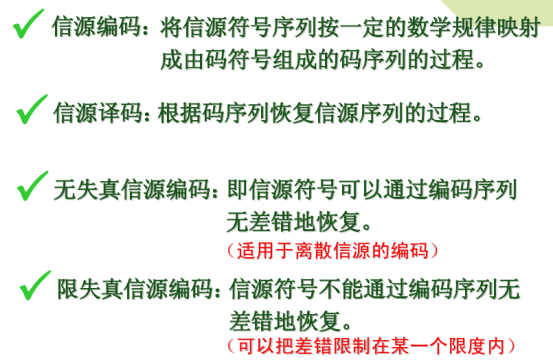 信源编码：将信源符号序列按一定的数学规律映射
成由码符号组成的码序列的过程。
信源译码：根据码序列恢复信源序列的过程。
无失真信源编码：即信源符号可以通过编码序列
无差错地恢复。
（适用于离散信源的编码）
限失真信源编码：信源符号不能通过编码序列无
差错地恢复。
（可以把差错限制在某一个限度内）